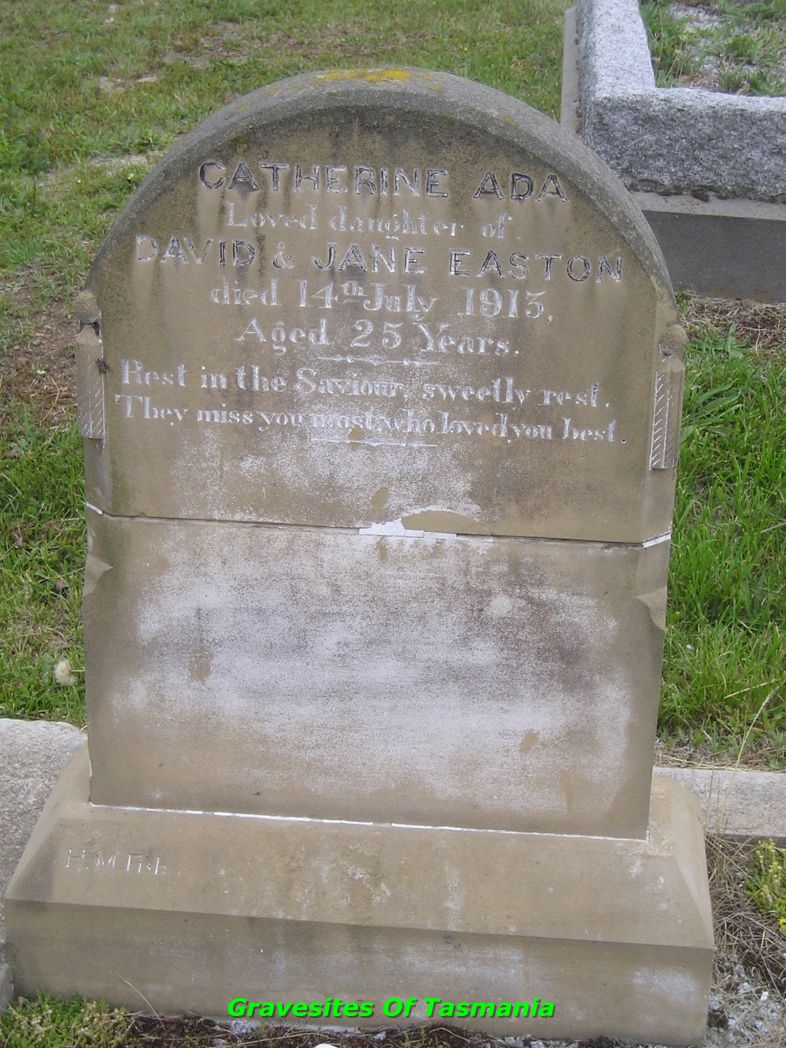 CATHERINE ADA
Loved daughter of
DAVID & JANE EASTON
died 14th July 1913,
Aged 25 Years.
Rest in the Saviour, sweetly rest.
They miss you most, who loved you best.
H. M. Fish
Gravesites Of Tasmania